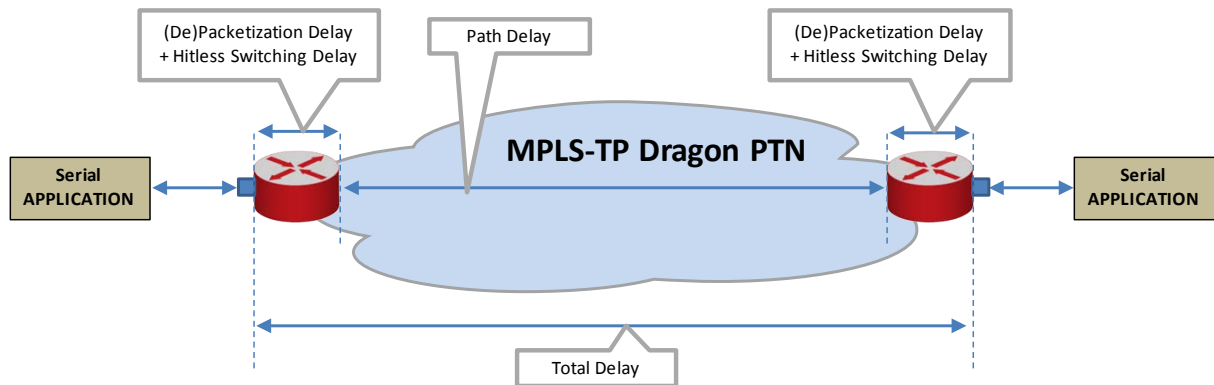 (De)Packetization Delay
+ Hitless Switching Delay
Path Delay
(De)Packetization Delay
+ Hitless Switching Delay
MPLS-TP Dragon PTN
Serial
APPLICATION
Serial
APPLICATION
Total Delay